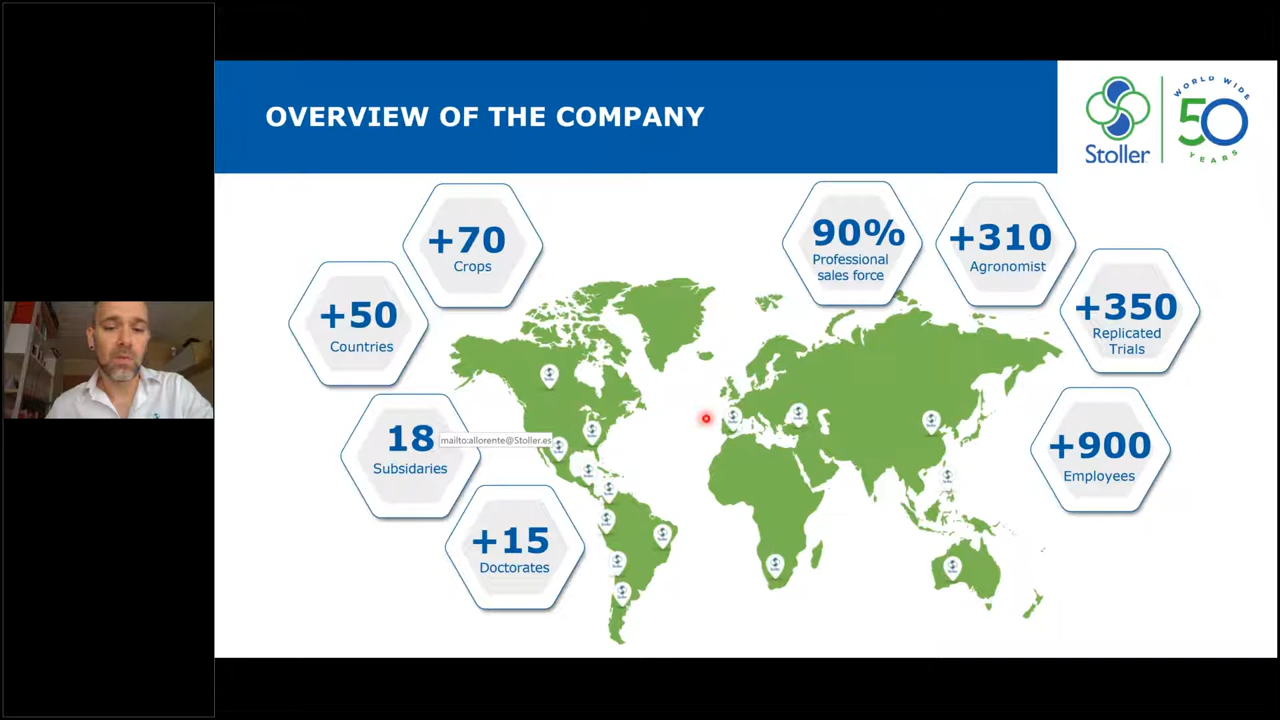 OVERVIEW OF THE COMPANY
Stoller
WORLD WIDE
50
YEARS
+70
Crops
90%
Professional
sales force
+310
Agronomist
+50
Countries
+350
Replicated
Trials
18
Subsidaries
mailto:allorente@Stoller.es
+900
Employees
+15
Doctorates